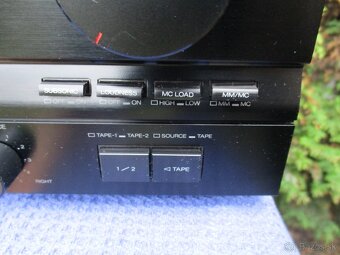 SUBSONIC LOUDNESS MC LOAD MM/MC
OFF ON OFF ON HIGH LOW MM MC
TAPE-1 TAPE-2 SOURCE TAPE
1/2 ◁ TAPE
RIGHT